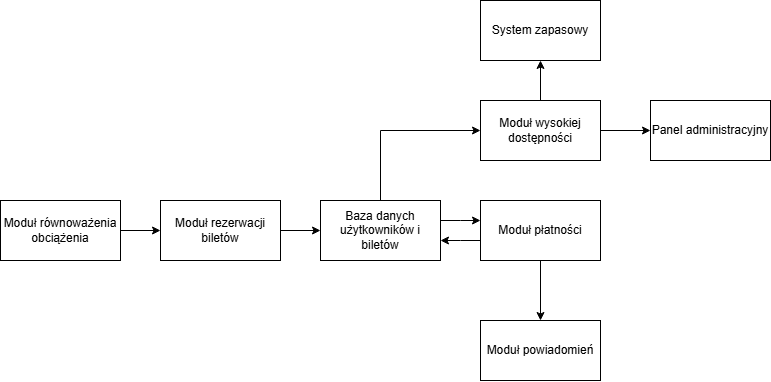 System zapasowy
Moduł wysokiej
dostępności
Panel administracyjny
Moduł równoważenia
obciążenia
Moduł rezerwacji
biletów
Baza danych
użytkowników i
biletów
Moduł płatności
Moduł powiadomień